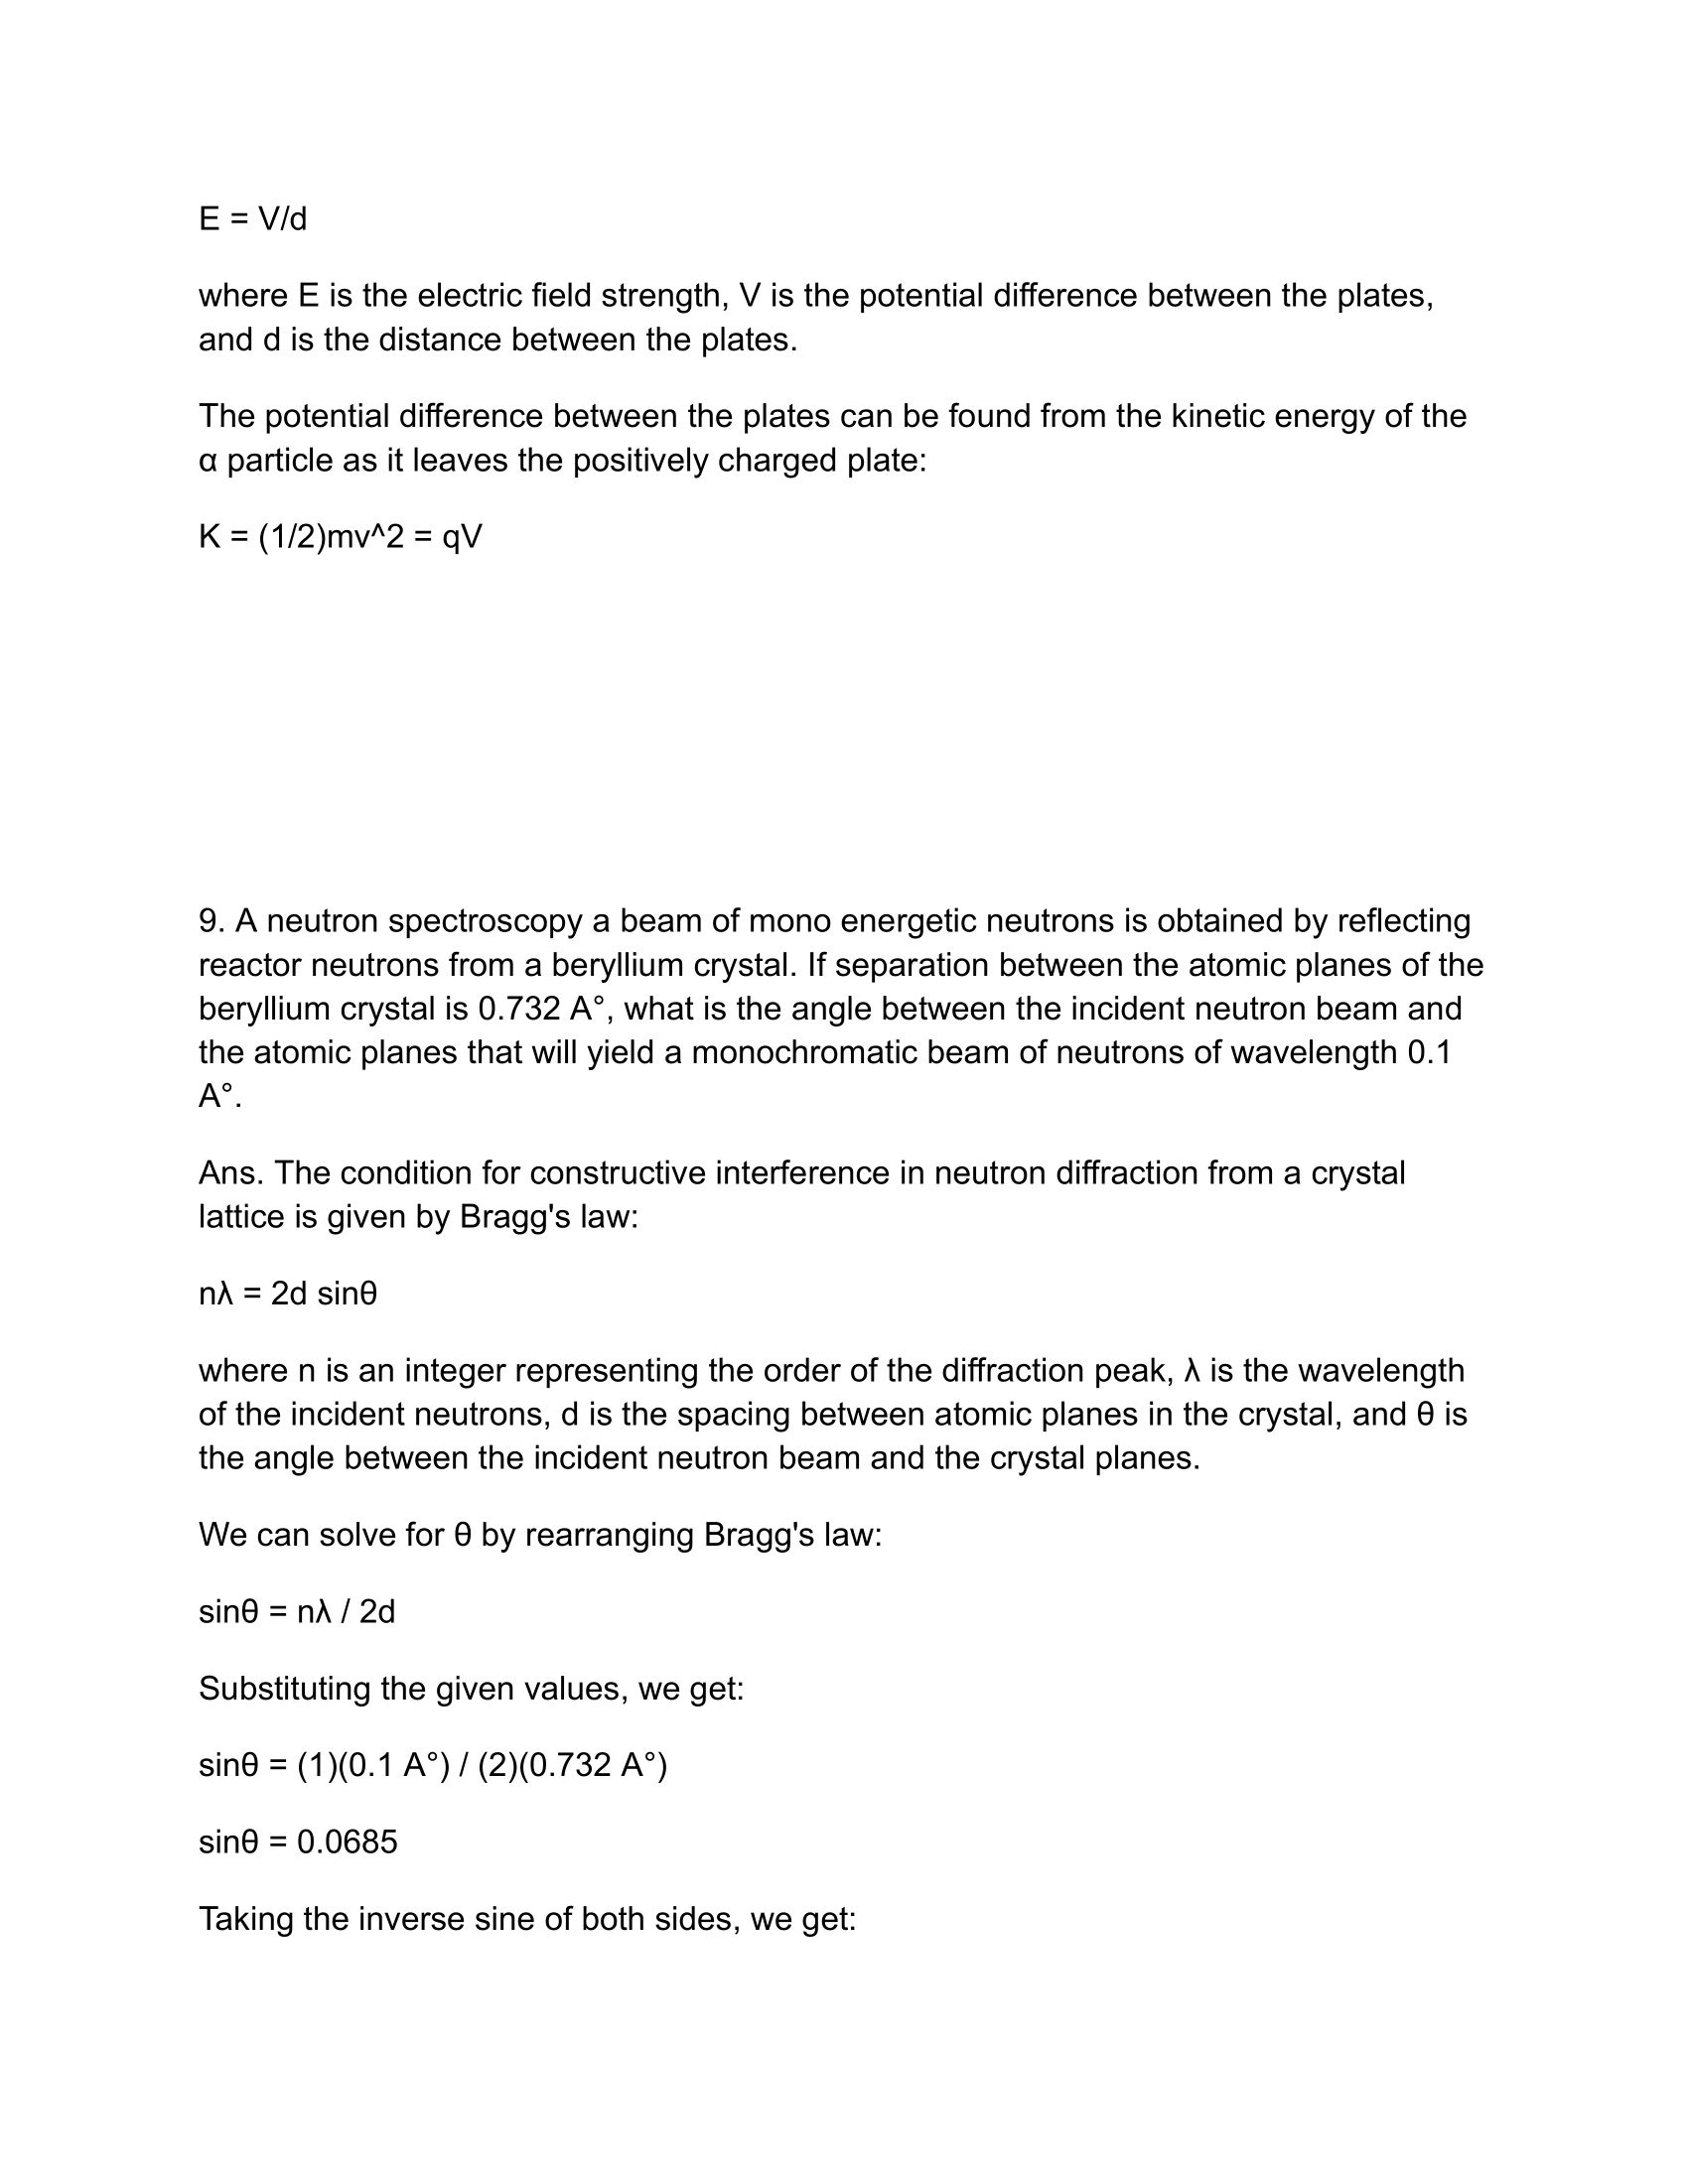 E = V/d
where E is the electric field strength, V is the potential difference between the plates,
and d is the distance between the plates.
The potential difference between the plates can be found from the kinetic energy of the
α particle as it leaves the positively charged plate:
K = (1/2)mv^2 = qV
9. A neutron spectroscopy a beam of mono energetic neutrons is obtained by reflecting
reactor neutrons from a beryllium crystal. If separation between the atomic planes of the
beryllium crystal is 0.732 A°, what is the angle between the incident neutron beam and
the atomic planes that will yield a monochromatic beam of neutrons of wavelength 0.1
A°.
Ans. The condition for constructive interference in neutron diffraction from a crystal
lattice is given by Bragg's law:
nλ = 2d sinθ
where n is an integer representing the order of the diffraction peak, λ is the wavelength
of the incident neutrons, d is the spacing between atomic planes in the crystal, and θ is
the angle between the incident neutron beam and the crystal planes.
We can solve for θ by rearranging Bragg's law:
sinθ = nλ / 2d
Substituting the given values, we get:
sinθ = (1)(0.1 A°) / (2)(0.732 A°)
sinθ = 0.0685
Taking the inverse sine of both sides, we get: